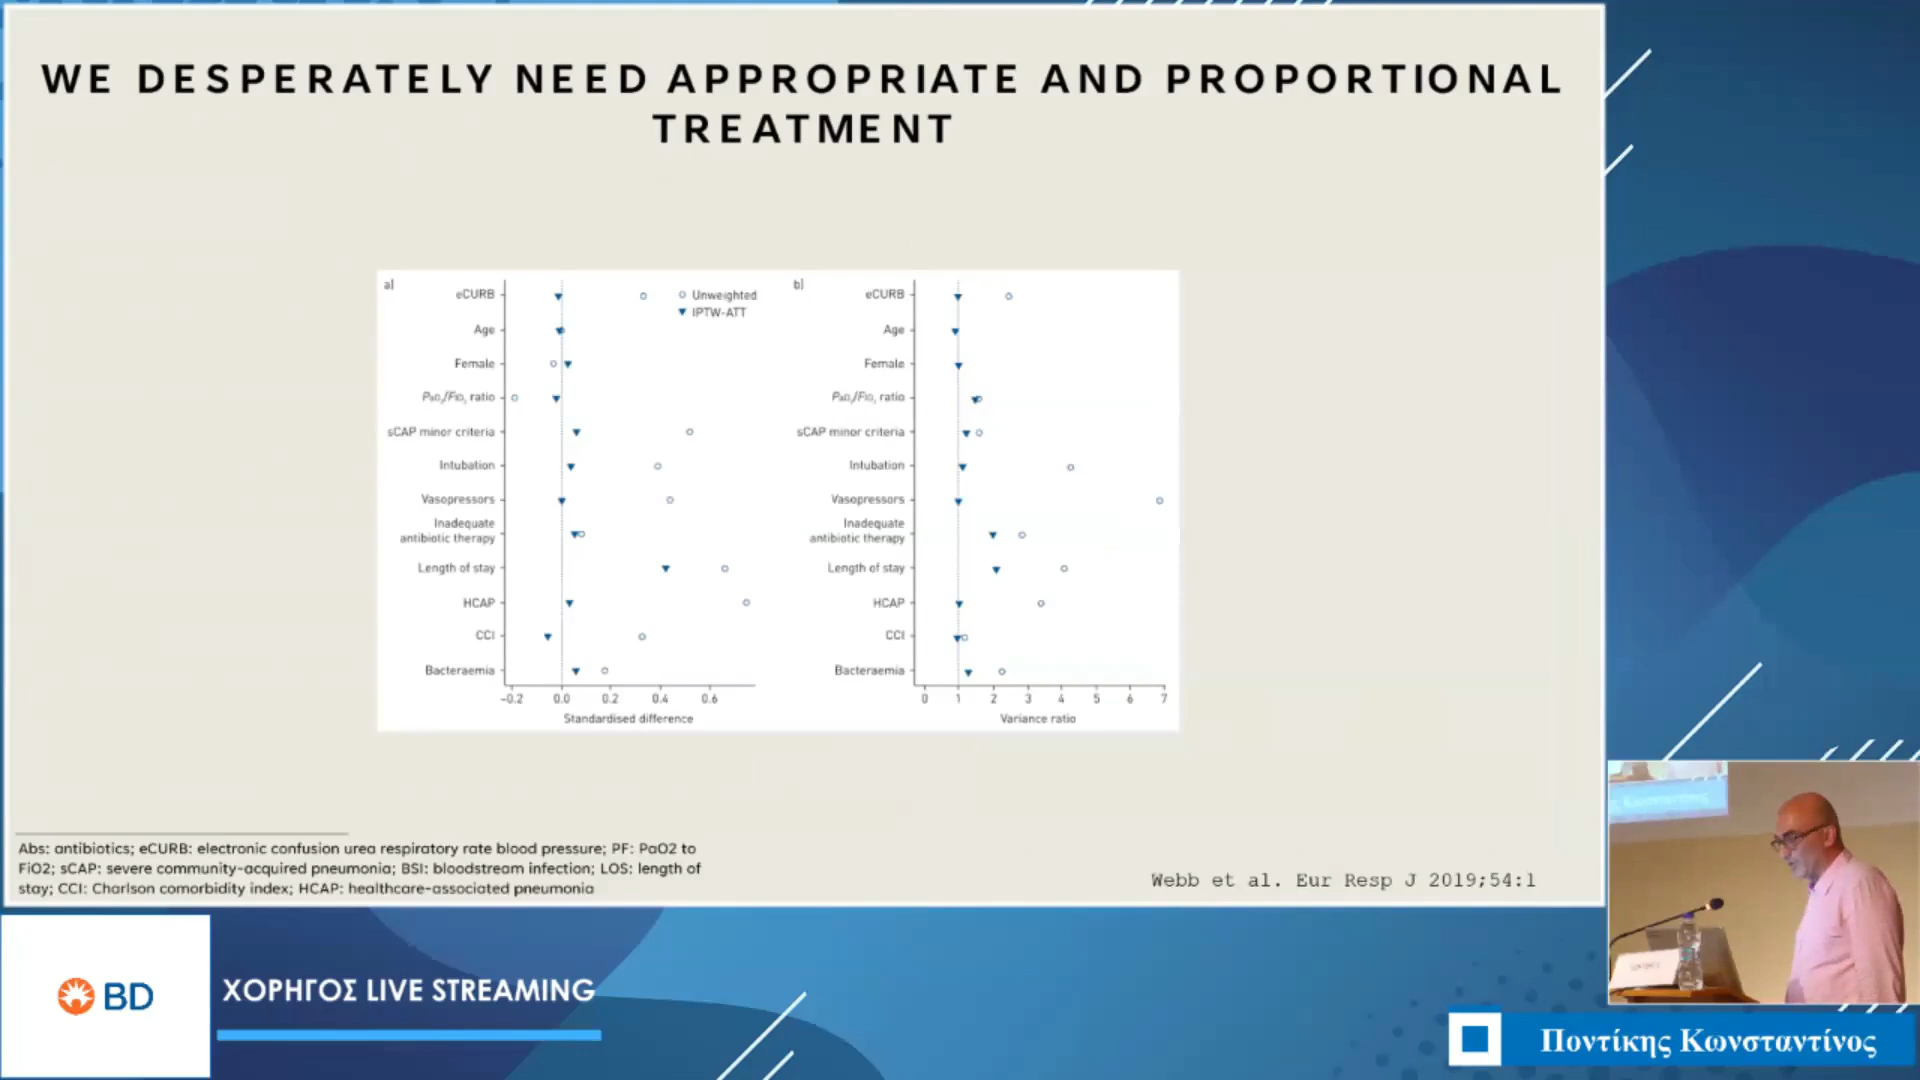 WE DESPERATELY NEED APPROPRIATE AND PROPORTIONAL
TREATMENT
a)
eCURB
Age
Female
PaO₂/FiO₂ ratio
sCAP minor criteria
Intubation
Vasopressors
Inadequate
antibiotic therapy
Length of stay
HCAP
CCI
Bacteraemia
Unweighted
IPTW-ATT
–0.2 0.0 0.2 0.4 0.6
Standardised difference
b)
eCURB
Age
Female
PaO₂/FiO₂ ratio
sCAP minor criteria
Intubation
Vasopressors
Inadequate
antibiotic therapy
Length of stay
HCAP
CCI
Bacteraemia
0 1 2 3 4 5 6 7
Variance ratio
Abs: antibiotics; eCURB: electronic confusion urea respiratory rate blood pressure; PF: PaO2 to
FiO2; sCAP: severe community-acquired pneumonia; BSI: bloodstream infection; LOS: length of
stay; CCI: Charlson comorbidity index; HCAP: healthcare-associated pneumonia
Webb et al. Eur Resp J 2019;54:1
BD
ΧΟΡΗΓΟΣ LIVE STREAMING
Ποντίκης Κωνσταντίνος